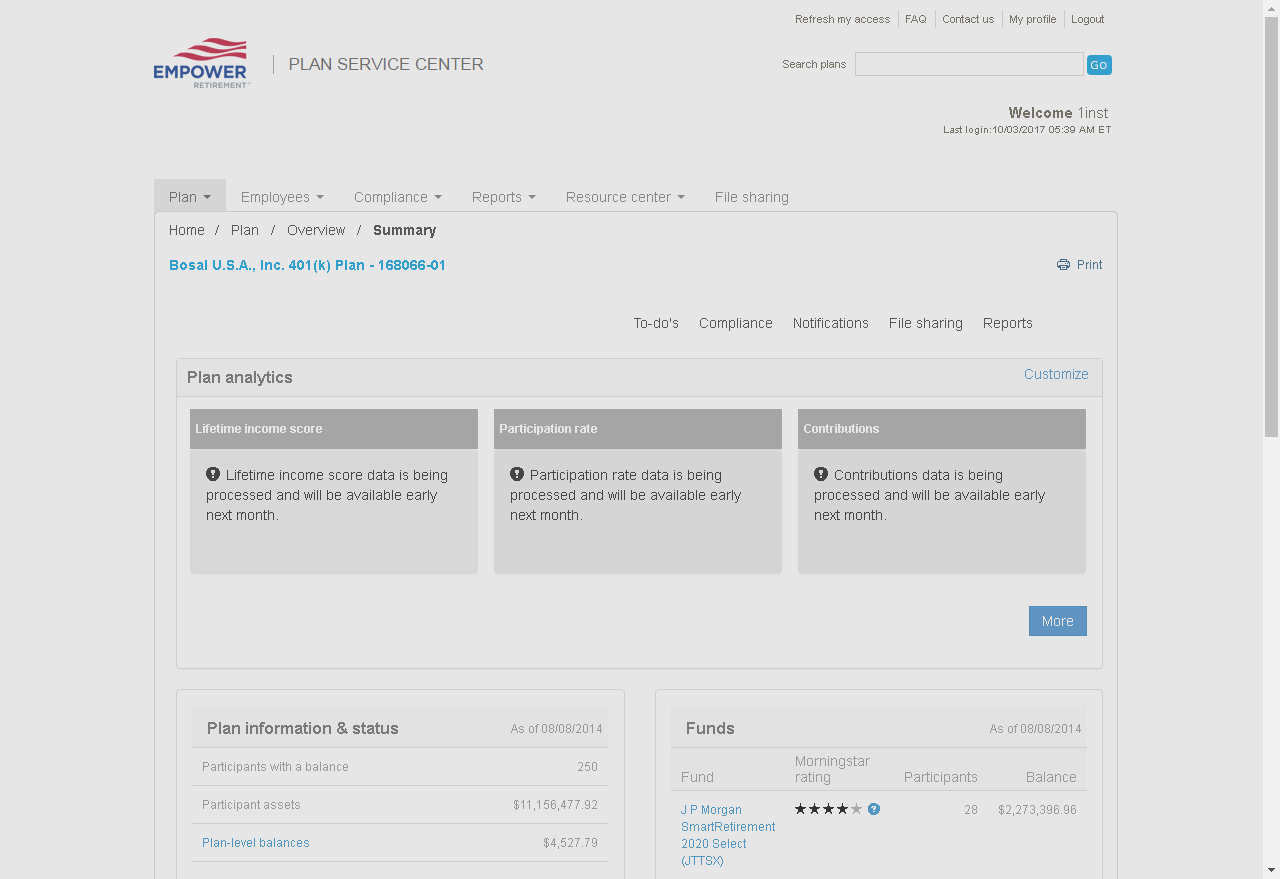 Refresh my access FAQ Contact us My profile Logout
EMPOWER
RETIREMENT™
PLAN SERVICE CENTER
Search plans Go
Welcome 1inst
Last login:10/03/2017 05:39 AM ET
Plan Employees Compliance Reports Resource center File sharing
Home / Plan / Overview / Summary
Bosal U.S.A., Inc. 401(k) Plan - 168066-01
Print
To-do's Compliance Notifications File sharing Reports
Plan analytics
Customize
Lifetime income score
Lifetime income score data is being
processed and will be available early
next month.
Participation rate
Participation rate data is being
processed and will be available early
next month.
Contributions
Contributions data is being
processed and will be available early
next month.
More
Plan information & status As of 08/08/2014
Participants with a balance 250
Participant assets $11,156,477.92
Plan-level balances $4,527.79
Funds As of 08/08/2014
Fund Morningstar rating Participants Balance
J P Morgan
SmartRetirement
2020 Select
(JTTSX)
28 $2,273,396.96